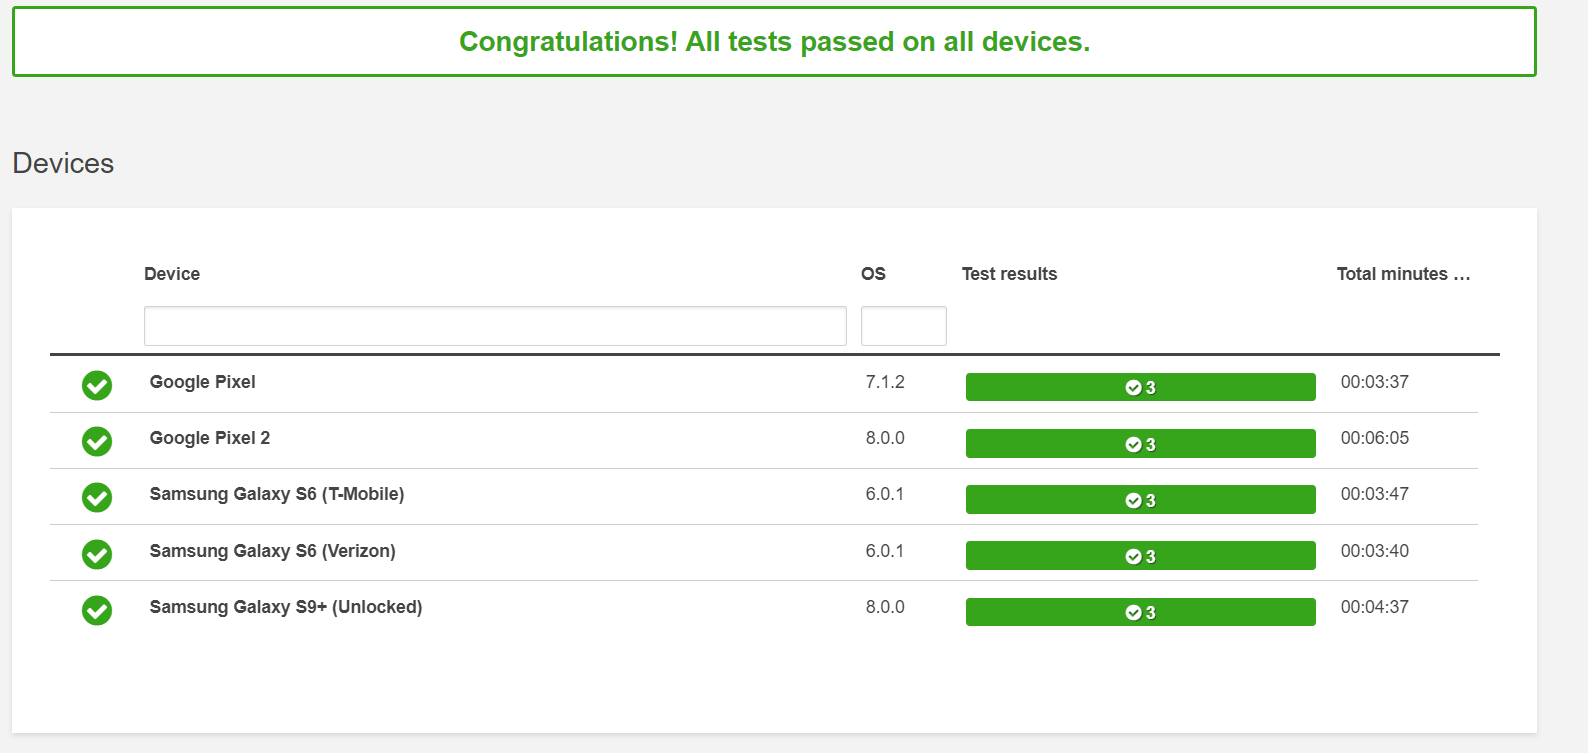 Congratulations! All tests passed on all devices.
Devices
Device OS Test results Total minutes ...
Google Pixel 7.1.2 3 00:03:37
Google Pixel 2 8.0.0 3 00:06:05
Samsung Galaxy S6 (T-Mobile) 6.0.1 3 00:03:47
Samsung Galaxy S6 (Verizon) 6.0.1 3 00:03:40
Samsung Galaxy S9+ (Unlocked) 8.0.0 3 00:04:37